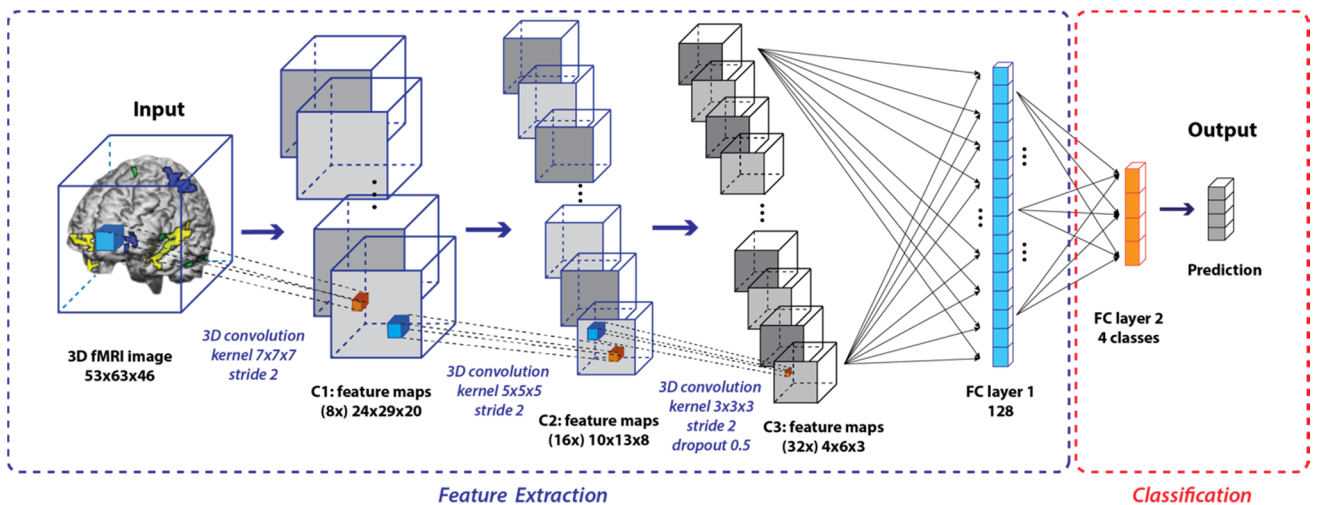 Input
3D fMRI image
53x63x46
3D convolution
kernel 7x7x7
stride 2
C1: feature maps
(8x) 24x29x20
3D convolution
kernel 5x5x5
stride 2
C2: feature maps
(16x) 10x13x8
3D convolution
kernel 3x3x3
stride 2
dropout 0.5
C3: feature maps
(32x) 4x6x3
FC layer 1
128
FC layer 2
4 classes
Output
Prediction
Feature Extraction
Classification